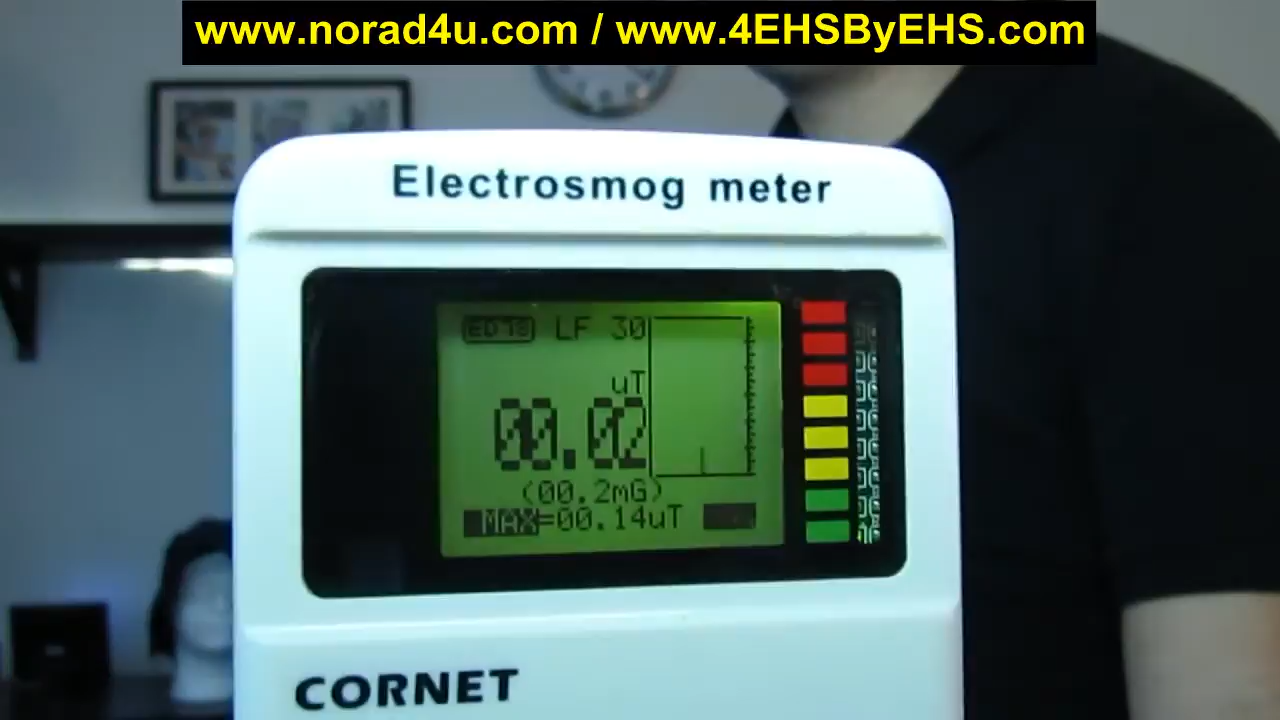 www.norad4u.com / www.4EHSByEHS.com
Electrosmog meter
ED78 LF 30
uT
00.02
(00.2mG)
MAX=00.14uT
CORNET